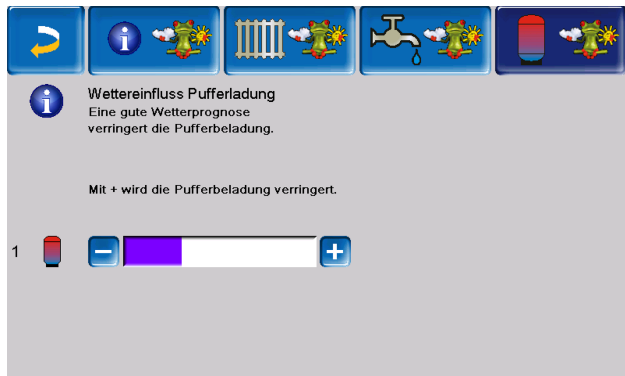 Wettereinfluss Pufferladung
Eine gute Wetterprognose
verringert die Pufferbeladung.
Mit + wird die Pufferbeladung verringert.
1